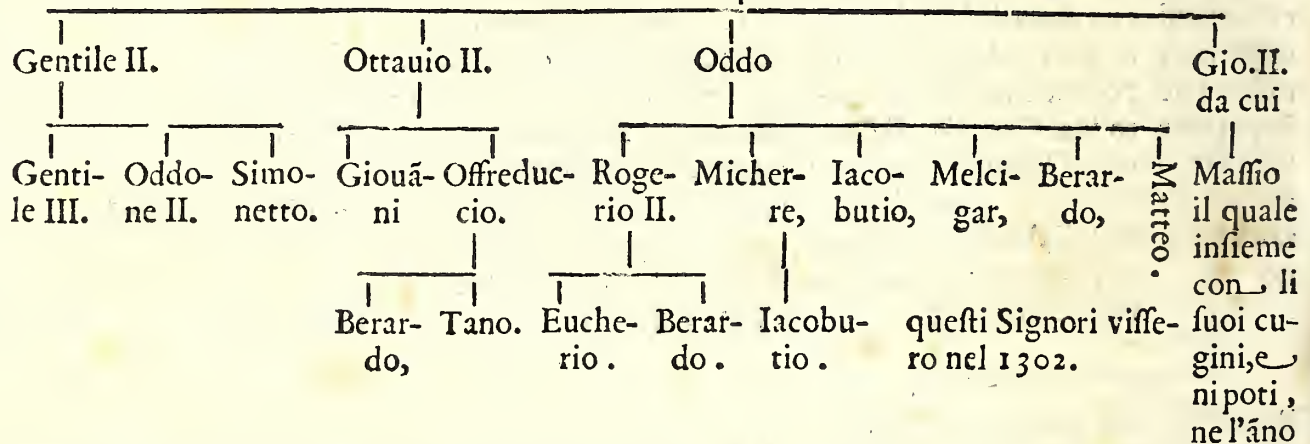 Gentile II. Ottauio II. Oddo Gio.II.
da cui
Genti- Oddo- Simo- Giouã- Offreduc- Roge- Micher- Iaco- Melci- Berar- Matteo. Maſſio
le III. ne II. netto. ni cio. rio II. re, butio, gar, do, il quale
inſieme
con li
Berar- Tano. Euche- Berar- Iacobu- queſti Signori viſſe- ſuoi cu-
do, rio. do. tio. ro nel 1302. gini,e
nipoti,
ne l'ãno